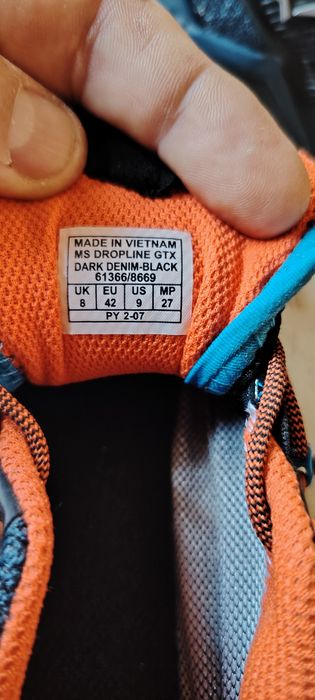 MADE IN VIETNAM
MS DROPLINE GTX
DARK DENIM-BLACK
61366/8669
UK EU US MP
8 42 9 27
PY 2-07